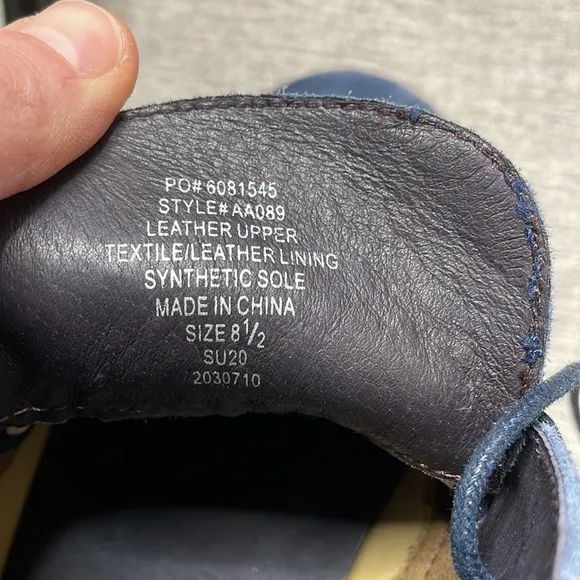 PO# 6081545
STYLE# AA089
LEATHER UPPER
TEXTILE/LEATHER LINING
SYNTHETIC SOLE
MADE IN CHINA
SIZE 8½
SU20
2030710